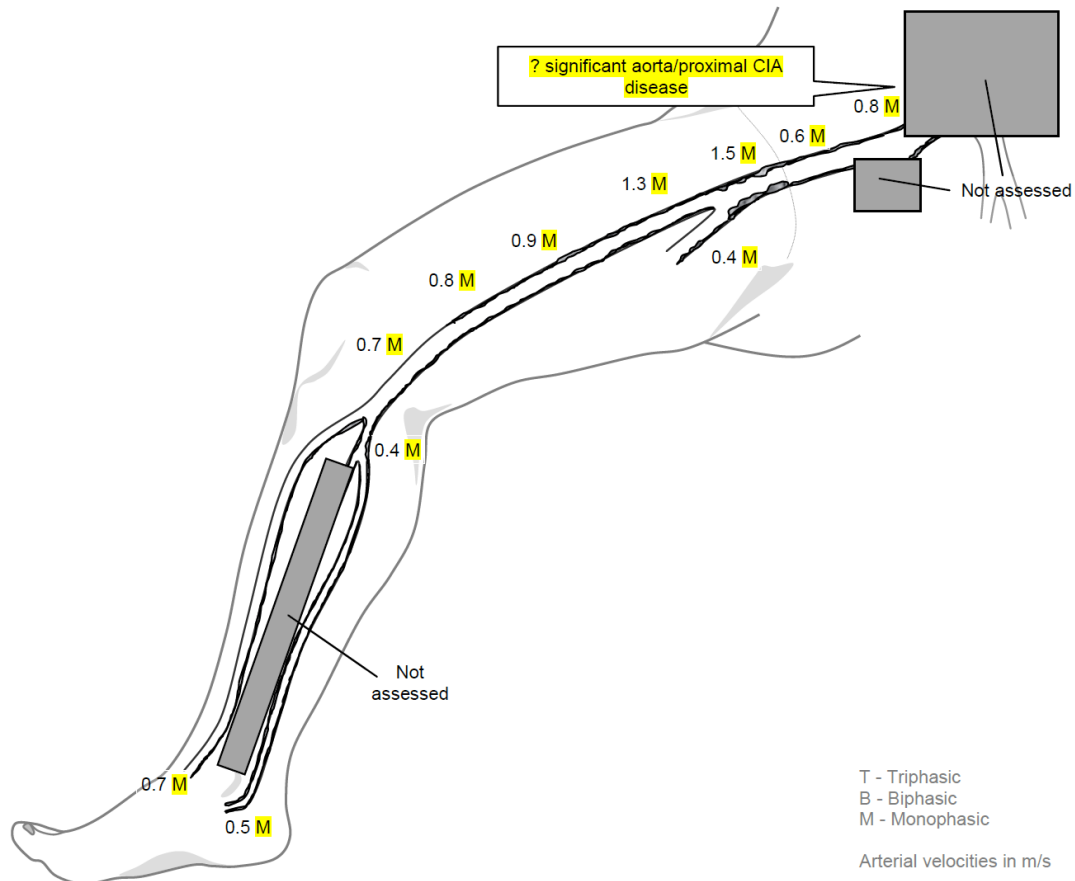 ? significant aorta/proximal CIA
disease
0.8 M
0.6 M
1.5 M
1.3 M
Not assessed
0.9 M
0.4 M
0.8 M
0.7 M
0.4 M
Not
assessed
0.7 M
0.5 M
T - Triphasic
B - Biphasic
M - Monophasic
Arterial velocities in m/s